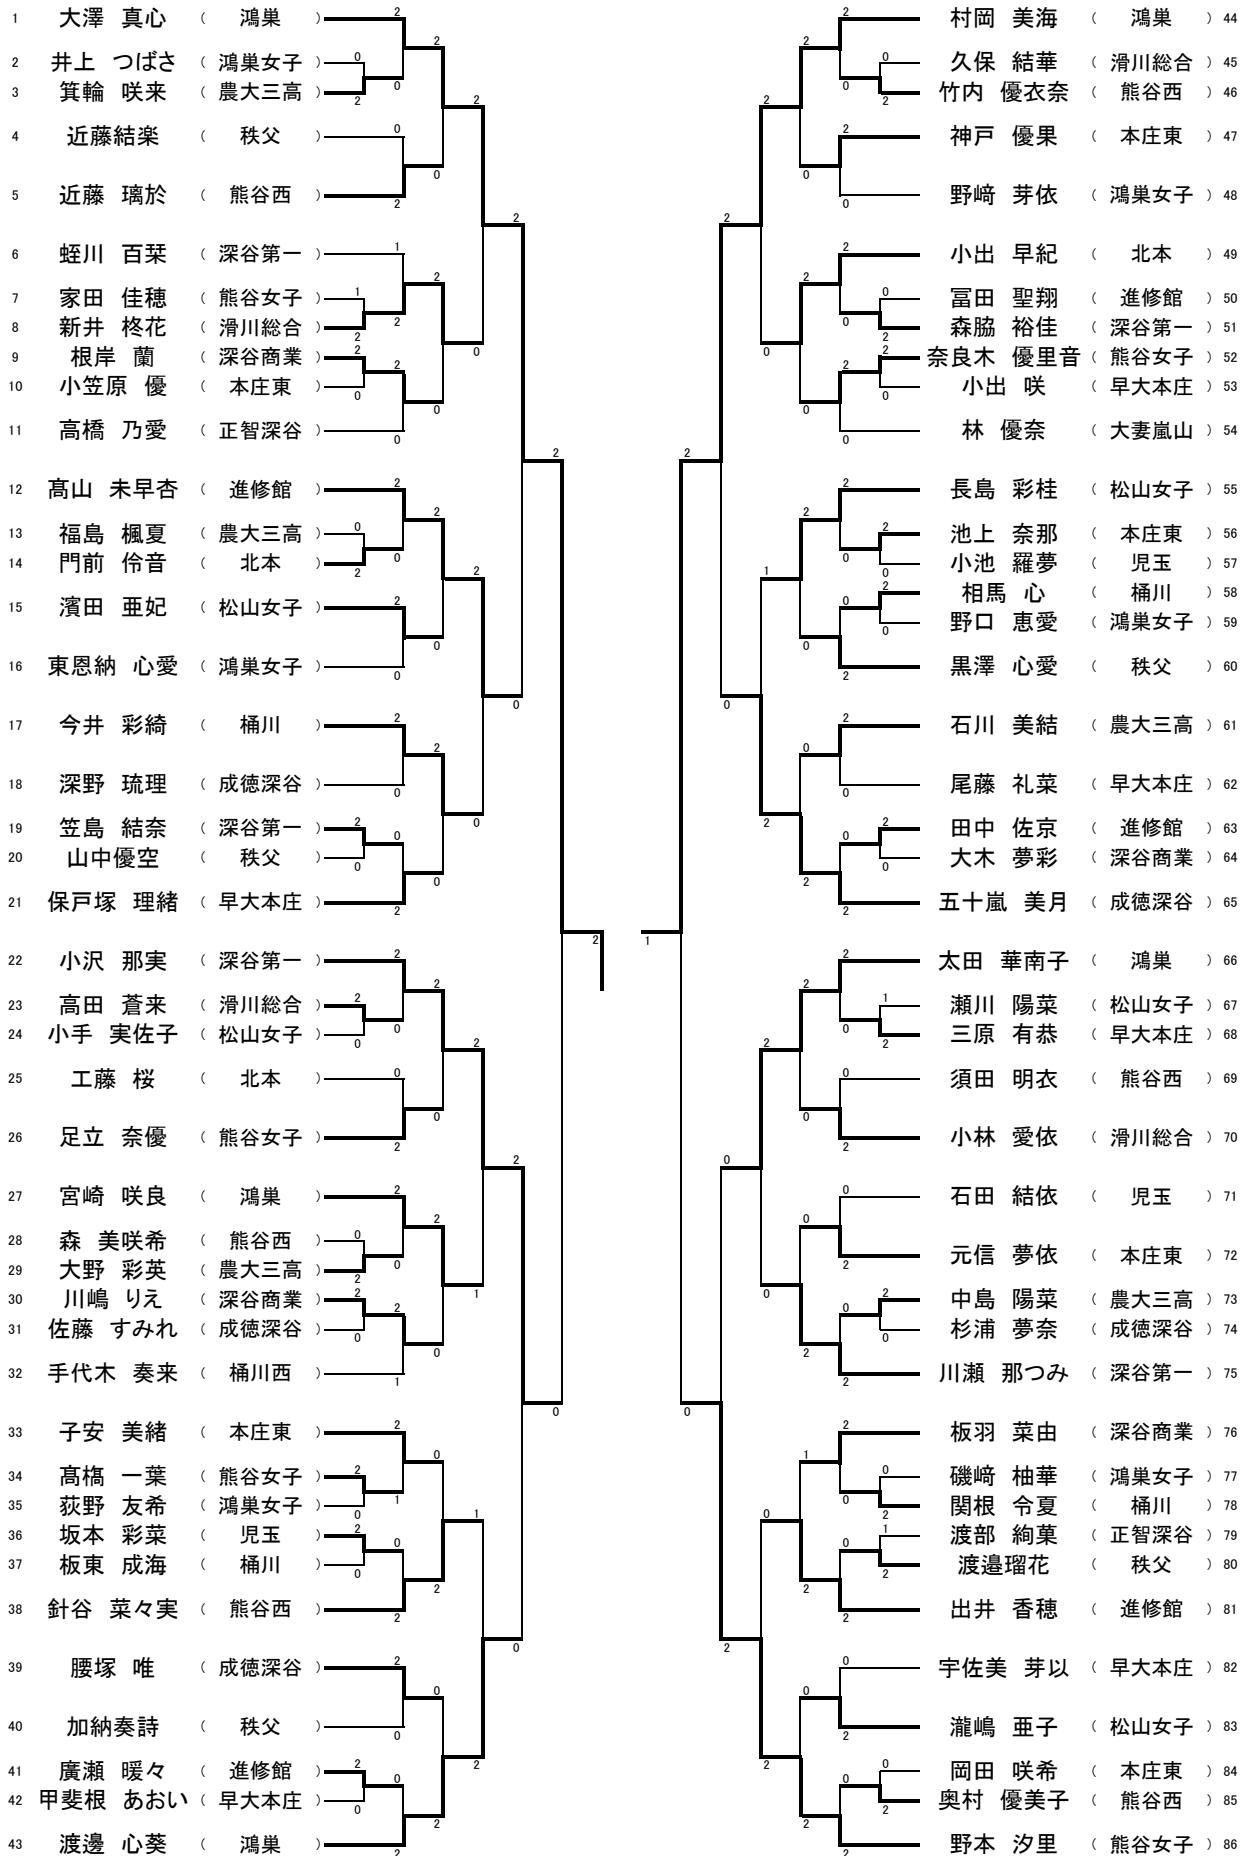 1 大澤 真心 （ 鴻巣 ）
2 井上 つばさ （ 鴻巣女子 ）
3 箕輪 咲来 （ 農大三高 ）
4 近藤結楽 （ 秩父 ）
5 近藤 璃於 （ 熊谷西 ）
6 蛭川 百栞 （ 深谷第一 ）
7 家田 佳穂 （ 熊谷女子 ）
8 新井 柊花 （ 滑川総合 ）
9 根岸 蘭 （ 深谷商業 ）
10 小笠原 優 （ 本庄東 ）
11 高橋 乃愛 （ 正智深谷 ）
12 髙山 未早杏 （ 進修館 ）
13 福島 楓夏 （ 農大三高 ）
14 門前 伶音 （ 北本 ）
15 濱田 亜妃 （ 松山女子 ）
16 東恩納 心愛 （ 鴻巣女子 ）
17 今井 彩綺 （ 桶川 ）
18 深野 琉理 （ 成徳深谷 ）
19 笠島 結奈 （ 深谷第一 ）
20 山中優空 （ 秩父 ）
21 保戸塚 理緒 （ 早大本庄 ）
22 小沢 那実 （ 深谷第一 ）
23 高田 蒼来 （ 滑川総合 ）
24 小手 実佐子 （ 松山女子 ）
25 工藤 桜 （ 北本 ）
26 足立 奈優 （ 熊谷女子 ）
27 宮崎 咲良 （ 鴻巣 ）
28 森 美咲希 （ 熊谷西 ）
29 大野 彩英 （ 農大三高 ）
30 川嶋 りえ （ 深谷商業 ）
31 佐藤 すみれ （ 成徳深谷 ）
32 手代木 奏来 （ 桶川西 ）
33 子安 美緒 （ 本庄東 ）
34 髙橋 一葉 （ 熊谷女子 ）
35 荻野 友希 （ 鴻巣女子 ）
36 坂本 彩菜 （ 児玉 ）
37 板東 成海 （ 桶川 ）
38 針谷 菜々実 （ 熊谷西 ）
39 腰塚 唯 （ 成徳深谷 ）
40 加納奏詩 （ 秩父 ）
41 廣瀬 暖々 （ 進修館 ）
42 甲斐根 あおい （ 早大本庄 ）
43 渡邊 心葵 （ 鴻巣 ）
村岡 美海 （ 鴻巣 ） 44
久保 結華 （ 滑川総合 ） 45
竹内 優衣奈 （ 熊谷西 ） 46
神戸 優果 （ 本庄東 ） 47
野﨑 芽依 （ 鴻巣女子 ） 48
小出 早紀 （ 北本 ） 49
冨田 聖翔 （ 進修館 ） 50
森脇 裕佳 （ 深谷第一 ） 51
奈良木 優里音 （ 熊谷女子 ） 52
小出 咲 （ 早大本庄 ） 53
林 優奈 （ 大妻嵐山 ） 54
長島 彩桂 （ 松山女子 ） 55
池上 奈那 （ 本庄東 ） 56
小池 羅夢 （ 児玉 ） 57
相馬 心 （ 桶川 ） 58
野口 恵愛 （ 鴻巣女子 ） 59
黒澤 心愛 （ 秩父 ） 60
石川 美結 （ 農大三高 ） 61
尾藤 礼菜 （ 早大本庄 ） 62
田中 佐京 （ 進修館 ） 63
大木 夢彩 （ 深谷商業 ） 64
五十嵐 美月 （ 成徳深谷 ） 65
太田 華南子 （ 鴻巣 ） 66
瀬川 陽菜 （ 松山女子 ） 67
三原 有恭 （ 早大本庄 ） 68
須田 明衣 （ 熊谷西 ） 69
小林 愛依 （ 滑川総合 ） 70
石田 結依 （ 児玉 ） 71
元信 夢依 （ 本庄東 ） 72
中島 陽菜 （ 農大三高 ） 73
杉浦 夢奈 （ 成徳深谷 ） 74
川瀬 那つみ （ 深谷第一 ） 75
板羽 菜由 （ 深谷商業 ） 76
磯﨑 柚華 （ 鴻巣女子 ） 77
関根 令夏 （ 桶川 ） 78
渡部 絢菓 （ 正智深谷 ） 79
渡邉瑠花 （ 秩父 ） 80
出井 香穂 （ 進修館 ） 81
宇佐美 芽以 （ 早大本庄 ） 82
瀧嶋 亜子 （ 松山女子 ） 83
岡田 咲希 （ 本庄東 ） 84
奥村 優美子 （ 熊谷西 ） 85
野本 汐里 （ 熊谷女子 ） 86